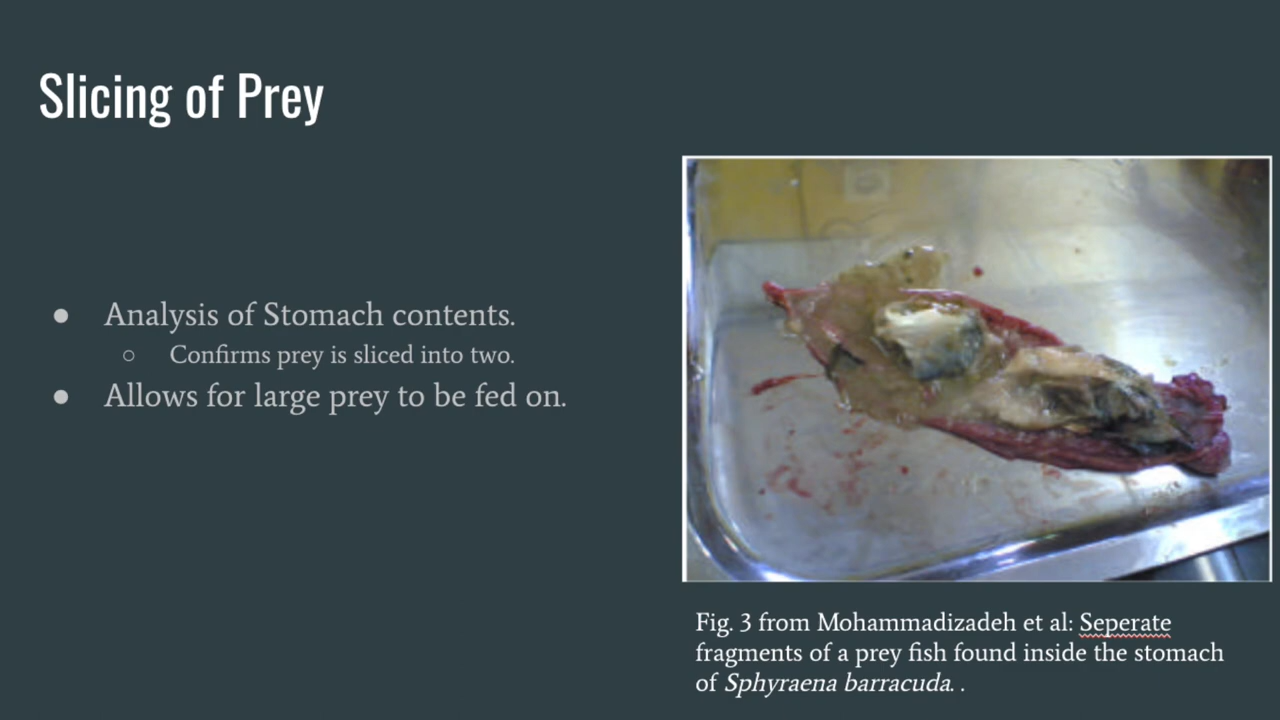 Slicing of Prey
● Analysis of Stomach contents.
○ Confirms prey is sliced into two.
● Allows for large prey to be fed on.
Fig. 3 from Mohammadizadeh et al: Seperate
fragments of a prey fish found inside the stomach
of Sphyraena barracuda. .